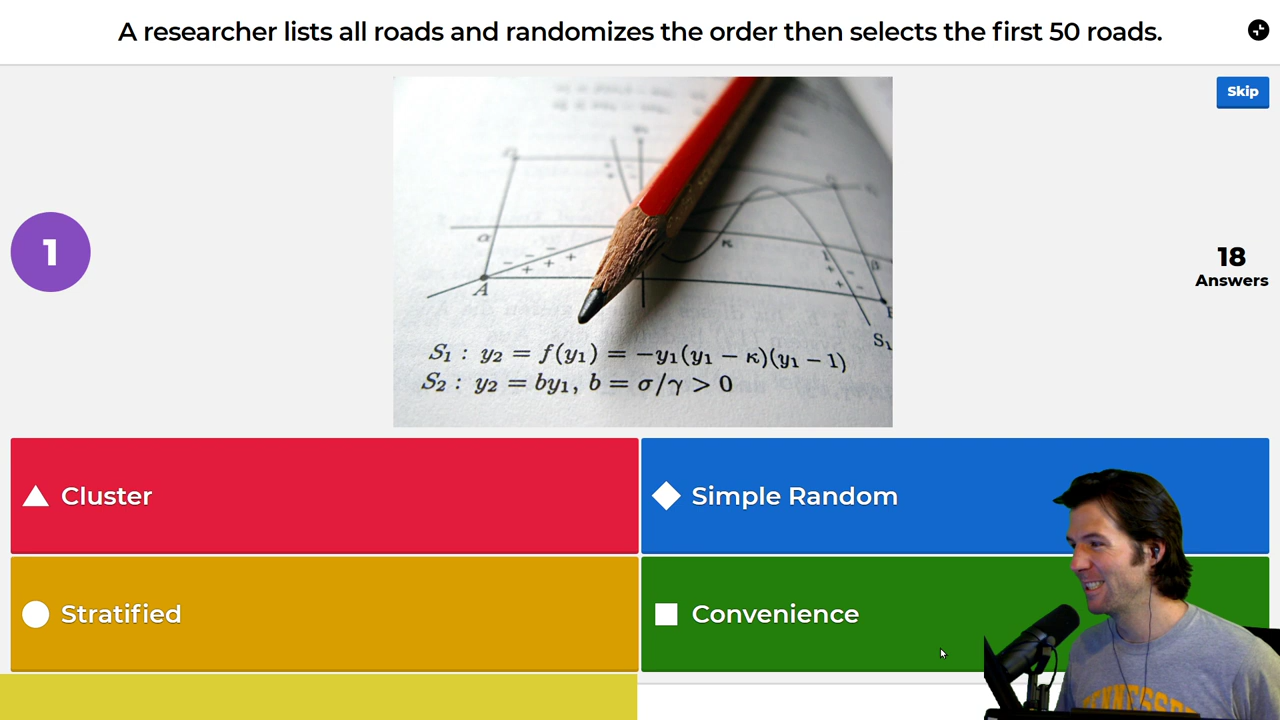 A researcher lists all roads and randomizes the order then selects the first 50 roads.
Skip
1
18
Answers
A
α
κ
β
S₁
S₁ : y₂ = f(y₁) = −y₁(y₁ − κ)(y₁ − 1)
S₂ : y₂ = by₁, b = σ/γ > 0
Cluster
Simple Random
Stratified
Convenience